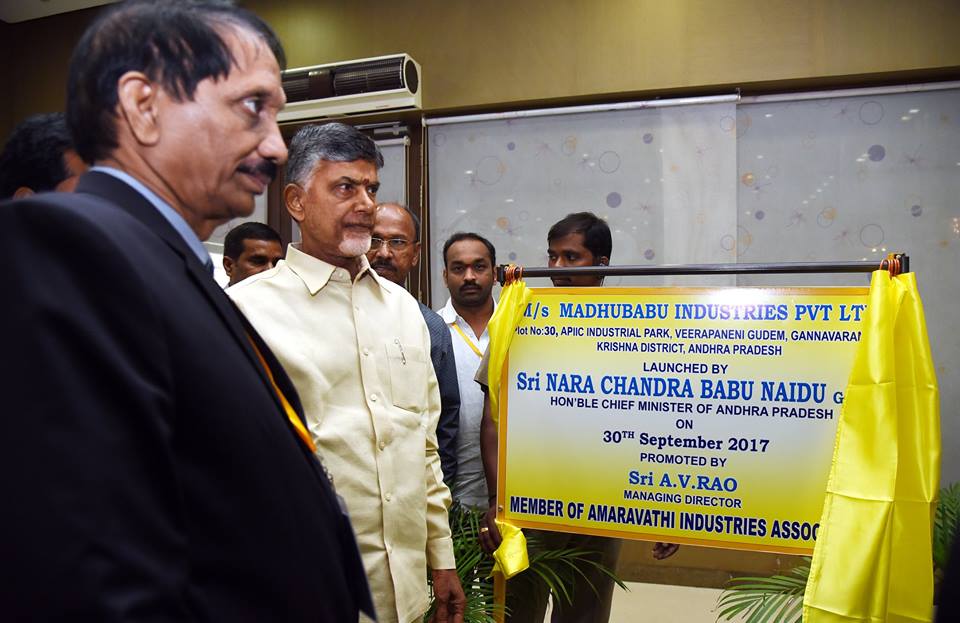 M/s MADHUBABU INDUSTRIES PVT LT
Plot No:30, APIIC INDUSTRIAL PARK, VEERAPANENI GUDEM, GANNAVARAM
KRISHNA DISTRICT, ANDHRA PRADESH
LAUNCHED BY
Sri NARA CHANDRA BABU NAIDU G
HON'BLE CHIEF MINISTER OF ANDHRA PRADESH
ON
30TH September 2017
PROMOTED BY
Sri A.V.RAO
MANAGING DIRECTOR
MEMBER OF AMARAVATHI INDUSTRIES ASSOC